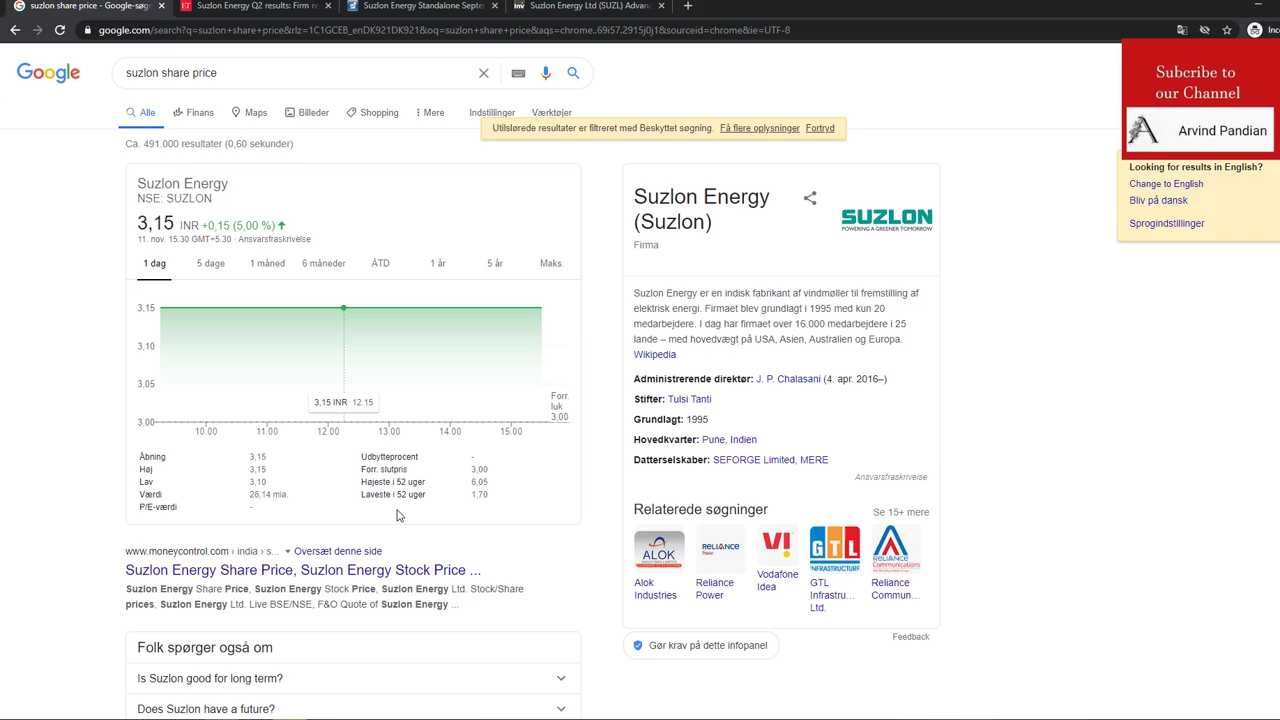 suzlon share price - Google-søgni
Suzlon Energy Q2 results: Firm re
Suzlon Energy Standalone Septer
Suzlon Energy Ltd (SUZL) Advanc
google.com/search?q=suzlon+share+price&rlz=1C1GCEB_enDK921DK921&oq=suzlon+share+price&aqs=chrome..69i57.2915j0j1&sourceid=chrome&ie=UTF-8
Inc
Google
suzlon share price
Alle
Finans
Maps
Billeder
Shopping
Mere
Indstillinger
Værktøjer
Utilslørede resultater er filtreret med Beskyttet søgning. Få flere oplysninger Fortryd
Ca. 491.000 resultater (0,60 sekunder)
Subcribe to
our Channel
Arvind Pandian
Looking for results in English?
Change to English
Bliv på dansk
Sprogindstillinger
Suzlon Energy
NSE: SUZLON
3,15 INR +0,15 (5,00 %)
11. nov. 15.30 GMT+5.30 · Ansvarsfraskrivelse
1 dag
5 dage
1 måned
6 måneder
ÅTD
1 år
5 år
Maks.
3,15
3,10
3,05
3,00
3,15 INR 12.15
Forr.
luk
3,00
10.00 11.00 12.00 13.00 14.00 15.00
Åbning 3,15
Høj 3,15
Lav 3,10
Værdi 26,14 mia.
P/E-værdi -
Udbytteprocent -
Forr. slutpris 3,00
Højeste i 52 uger 6,05
Laveste i 52 uger 1,70
www.moneycontrol.com › india › s... Oversæt denne side
Suzlon Energy Share Price, Suzlon Energy Stock Price ...
Suzlon Energy Share Price, Suzlon Energy Stock Price, Suzlon Energy Ltd. Stock/Share
prices, Suzlon Energy Ltd. Live BSE/NSE, F&O Quote of Suzlon Energy ...
Folk spørger også om
Is Suzlon good for long term?
Does Suzlon have a future?
Suzlon Energy
(Suzlon)
Firma
SUZLON
POWERING A GREENER TOMORROW
Suzlon Energy er en indisk fabrikant af vindmøller til fremstilling af
elektrisk energi. Firmaet blev grundlagt i 1995 med kun 20
medarbejdere. I dag har firmaet over 16.000 medarbejdere i 25
lande – med hovedvægt på USA, Asien, Australien og Europa.
Wikipedia
Administrerende direktør: J. P. Chalasani (4. apr. 2016–)
Stifter: Tulsi Tanti
Grundlagt: 1995
Hovedkvarter: Pune, Indien
Datterselskaber: SEFORGE Limited, MERE
Ansvarsfraskrivelse
Relaterede søgninger
Se 15+ mere
ALOK
RELIANCE
Power
VI
GTL
INFRASTRUCTURE
RELIANCE
Communications
Alok
Industries
Reliance
Power
Vodafone
Idea
GTL
Infrastru...
Ltd.
Reliance
Commun...
Feedback
Gør krav på dette infopanel